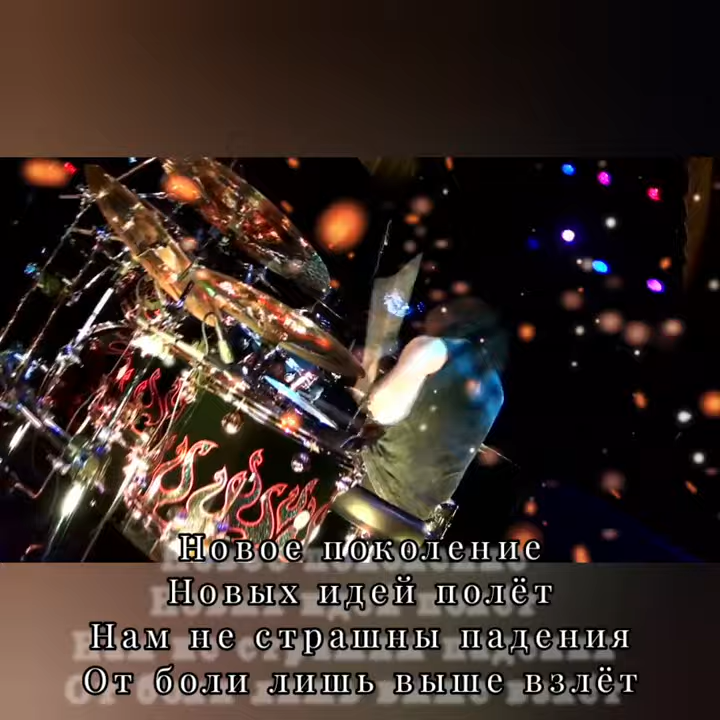 Новое поколение
Новых идей полёт
Нам не страшны падения
От боли лишь выше взлёт